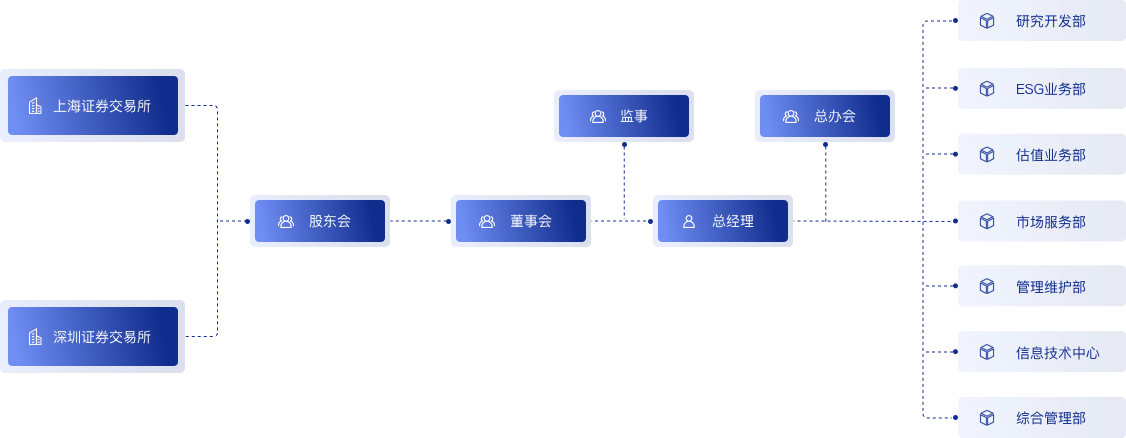 上海证券交易所
深圳证券交易所
股东会
董事会
监事
总经理
总办会
研究开发部
ESG业务部
估值业务部
市场服务部
管理维护部
信息技术中心
综合管理部